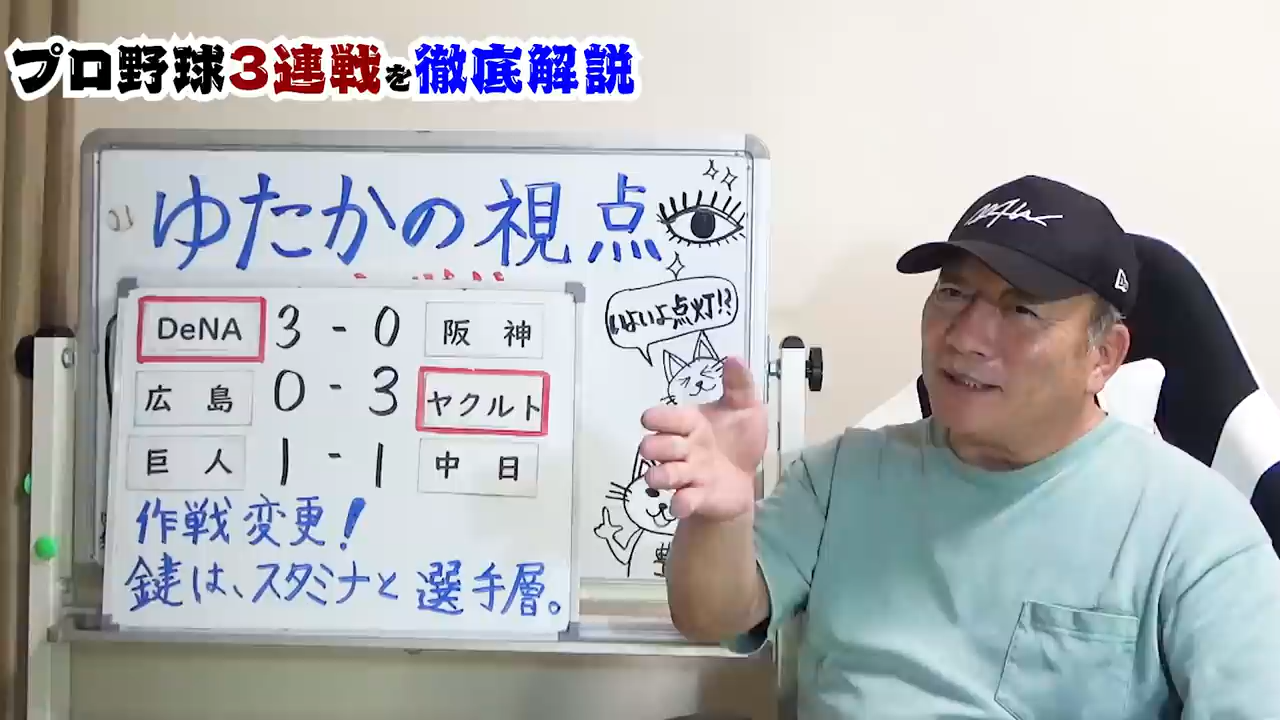 プロ野球3連戦を徹底解説
ゆたかの視点
いよいよ点灯!?
DeNA 3 - 0 阪神
広島 0 - 3 ヤクルト
巨人 1 - 1 中日
作戦変更!
鍵は、スタミナと選手層。